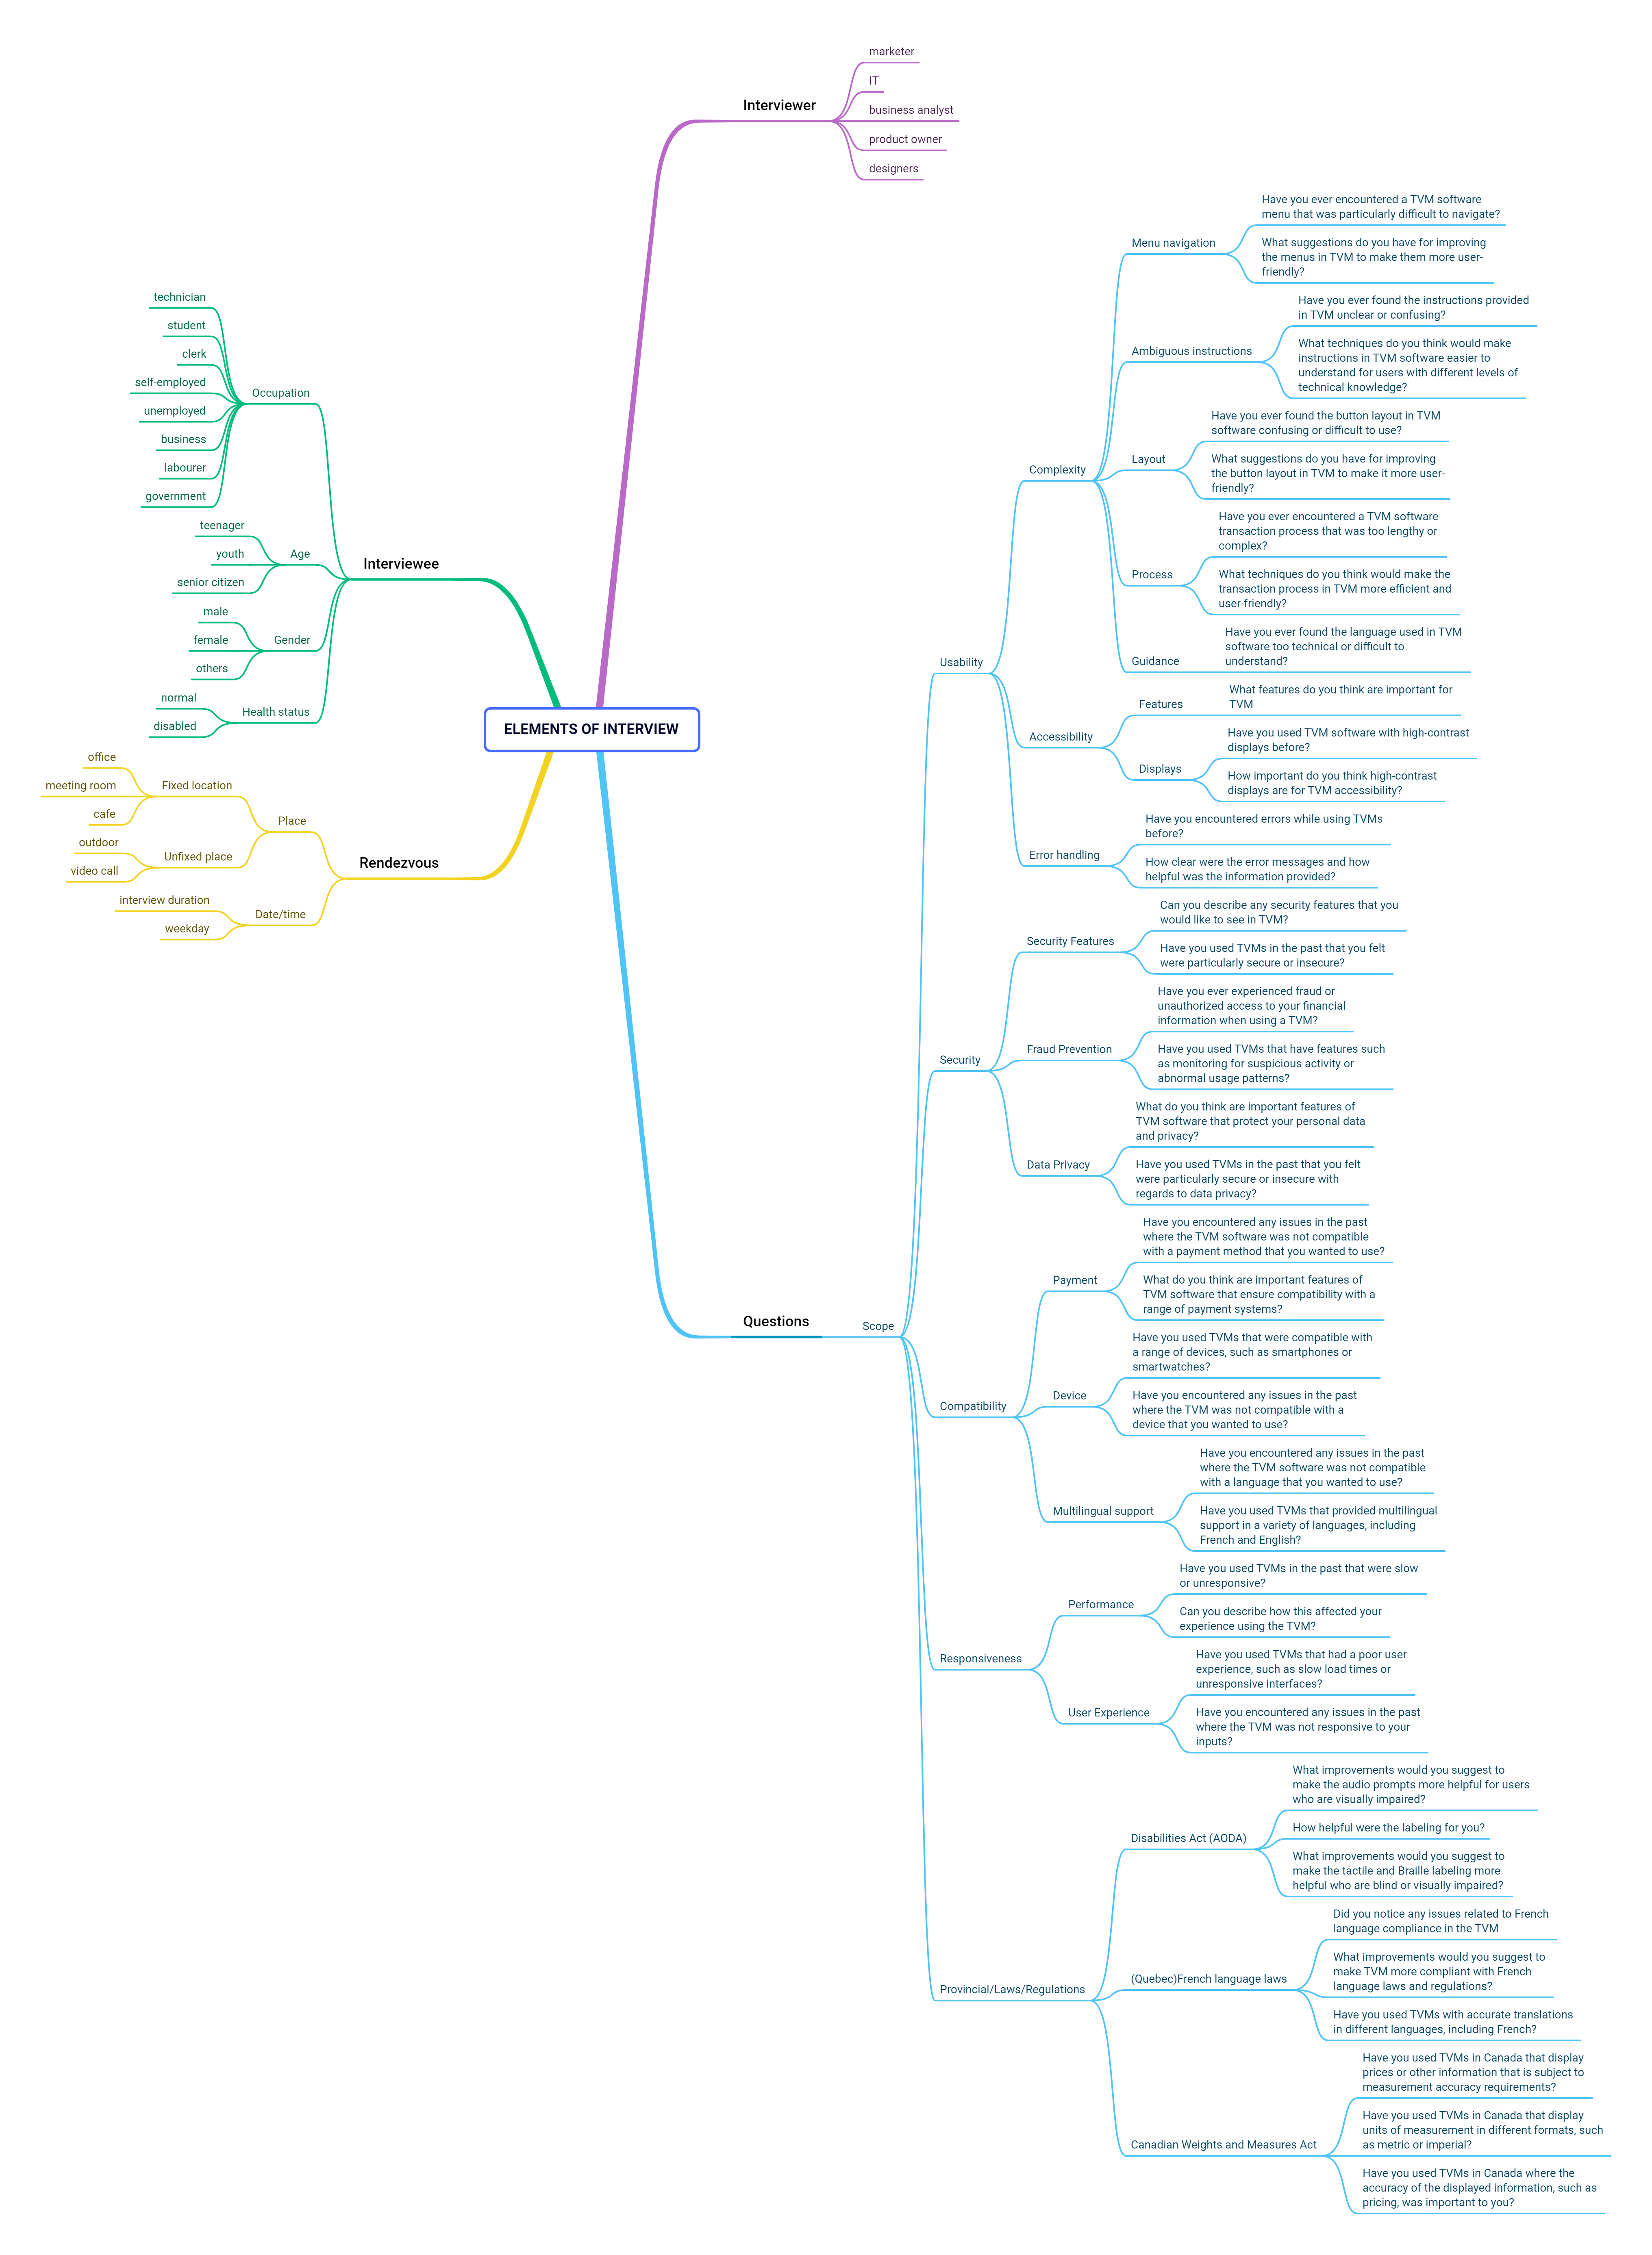 marketer
IT
Interviewer
business analyst
product owner
designers
technician
student
clerk
self-employed
Occupation
unemployed
business
labourer
government
teenager
youth
Age
senior citizen
Interviewee
male
female
Gender
others
normal
Health status
disabled
ELEMENTS OF INTERVIEW
office
meeting room
Fixed location
cafe
Place
outdoor
Unfixed place
video call
Rendezvous
interview duration
Date/time
weekday
Questions
Scope
Usability
Complexity
Menu navigation
Have you ever encountered a TVM software
menu that was particularly difficult to navigate?
What suggestions do you have for improving
the menus in TVM to make them more user-
friendly?
Ambiguous instructions
Have you ever found the instructions provided
in TVM unclear or confusing?
What techniques do you think would make
instructions in TVM software easier to
understand for users with different levels of
technical knowledge?
Layout
Have you ever found the button layout in TVM
software confusing or difficult to use?
What suggestions do you have for improving
the button layout in TVM to make it more user-
friendly?
Process
Have you ever encountered a TVM software
transaction process that was too lengthy or
complex?
What techniques do you think would make the
transaction process in TVM more efficient and
user-friendly?
Guidance
Have you ever found the language used in TVM
software too technical or difficult to
understand?
Accessibility
Features
What features do you think are important for
TVM
Displays
Have you used TVM software with high-contrast
displays before?
How important do you think high-contrast
displays are for TVM accessibility?
Error handling
Have you encountered errors while using TVMs
before?
How clear were the error messages and how
helpful was the information provided?
Security
Security Features
Can you describe any security features that you
would like to see in TVM?
Have you used TVMs in the past that you felt
were particularly secure or insecure?
Fraud Prevention
Have you ever experienced fraud or
unauthorized access to your financial
information when using a TVM?
Have you used TVMs that have features such
as monitoring for suspicious activity or
abnormal usage patterns?
Data Privacy
What do you think are important features of
TVM software that protect your personal data
and privacy?
Have you used TVMs in the past that you felt
were particularly secure or insecure with
regards to data privacy?
Compatibility
Payment
Have you encountered any issues in the past
where the TVM software was not compatible
with a payment method that you wanted to use?
What do you think are important features of
TVM software that ensure compatibility with a
range of payment systems?
Device
Have you used TVMs that were compatible with
a range of devices, such as smartphones or
smartwatches?
Have you encountered any issues in the past
where the TVM was not compatible with a
device that you wanted to use?
Multilingual support
Have you encountered any issues in the past
where the TVM software was not compatible
with a language that you wanted to use?
Have you used TVMs that provided multilingual
support in a variety of languages, including
French and English?
Responsiveness
Performance
Have you used TVMs in the past that were slow
or unresponsive?
Can you describe how this affected your
experience using the TVM?
User Experience
Have you used TVMs that had a poor user
experience, such as slow load times or
unresponsive interfaces?
Have you encountered any issues in the past
where the TVM was not responsive to your
inputs?
Provincial/Laws/Regulations
Disabilities Act (AODA)
What improvements would you suggest to
make the audio prompts more helpful for users
who are visually impaired?
How helpful were the labeling for you?
What improvements would you suggest to
make the tactile and Braille labeling more
helpful who are blind or visually impaired?
(Quebec)French language laws
Did you notice any issues related to French
language compliance in the TVM
What improvements would you suggest to
make TVM more compliant with French
language laws and regulations?
Have you used TVMs with accurate translations
in different languages, including French?
Canadian Weights and Measures Act
Have you used TVMs in Canada that display
prices or other information that is subject to
measurement accuracy requirements?
Have you used TVMs in Canada that display
units of measurement in different formats, such
as metric or imperial?
Have you used TVMs in Canada where the
accuracy of the displayed information, such as
pricing, was important to you?